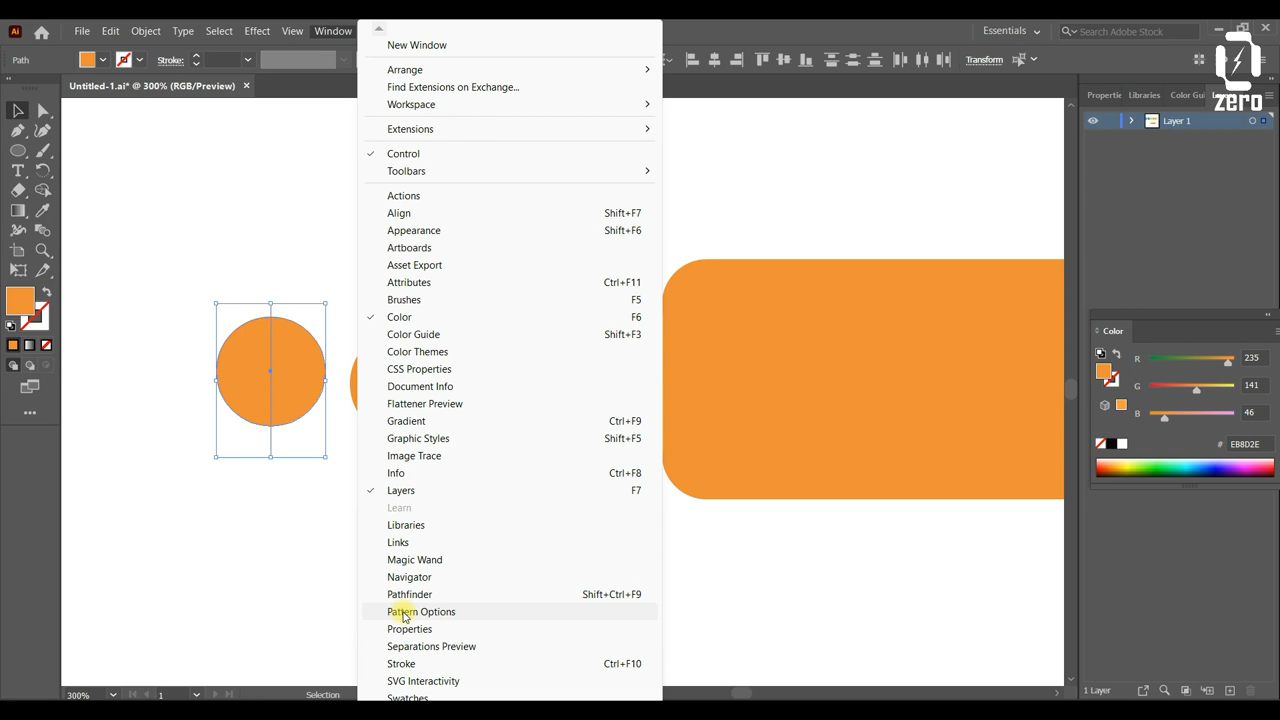 Ai File Edit Object Type Select Effect View Window Essentials Search Adobe Stock
Path Stroke: Transform
Untitled-1.ai* @ 300% (RGB/Preview) ×
zero
Propertie Libraries Color Gui
Layer 1
New Window
Arrange
Find Extensions on Exchange...
Workspace
Extensions
Control
Toolbars
Actions
Align Shift+F7
Appearance Shift+F6
Artboards
Asset Export
Attributes Ctrl+F11
Brushes F5
Color F6
Color Guide Shift+F3
Color Themes
CSS Properties
Document Info
Flattener Preview
Gradient Ctrl+F9
Graphic Styles Shift+F5
Image Trace
Info Ctrl+F8
Layers F7
Learn
Libraries
Links
Magic Wand
Navigator
Pathfinder Shift+Ctrl+F9
Pattern Options
Properties
Separations Preview
Stroke Ctrl+F10
SVG Interactivity
Swatches
Color
R 235
G 141
B 46
# EB8D2E
300% 1 Selection
1 Layer